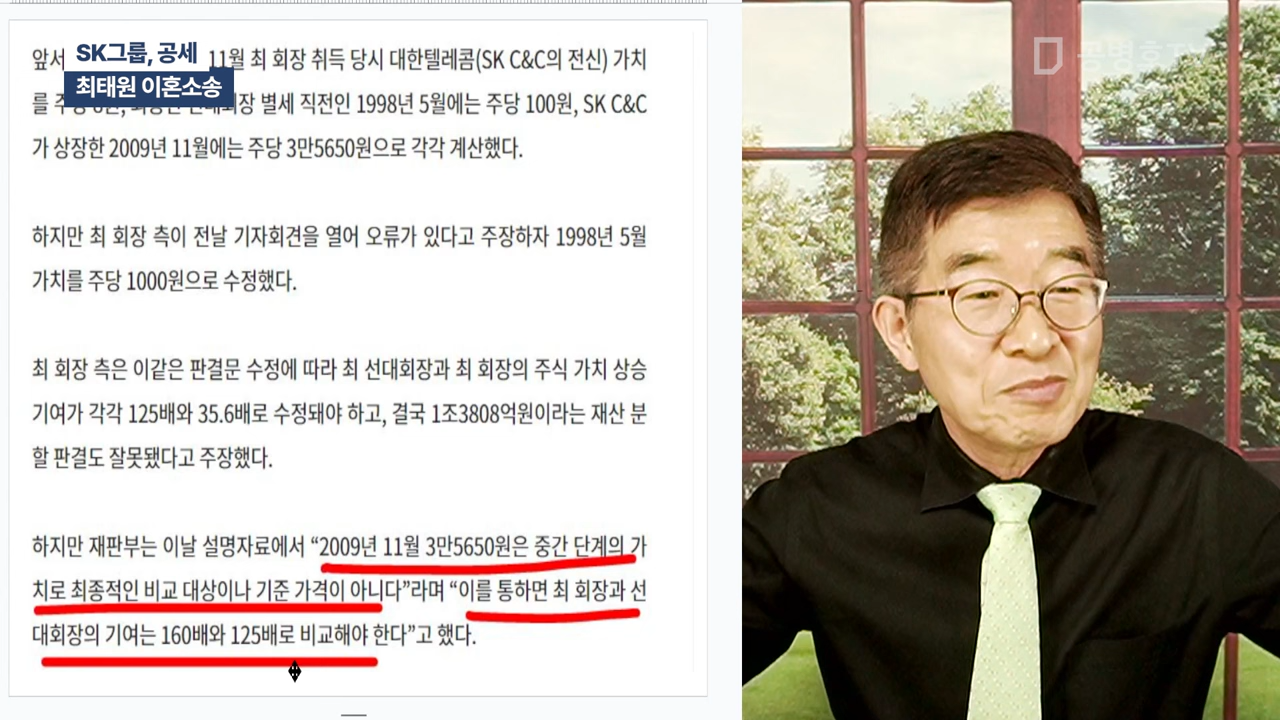 SK그룹, 공세
최태원 이혼소송
앞서 11월 최 회장 취득 당시 대한텔레콤(SK C&C의 전신) 가치
를 별세 직전인 1998년 5월에는 주당 100원, SK C&C
가 상장한 2009년 11월에는 주당 3만5650원으로 각각 계산했다.
하지만 최 회장 측이 전날 기자회견을 열어 오류가 있다고 주장하자 1998년 5월
가치를 주당 1000원으로 수정했다.
최 회장 측은 이같은 판결문 수정에 따라 최 선대회장과 최 회장의 주식 가치 상승
기여가 각각 125배와 35.6배로 수정돼야 하고, 결국 1조3808억원이라는 재산 분
할 판결도 잘못됐다고 주장했다.
하지만 재판부는 이날 설명자료에서 “2009년 11월 3만5650원은 중간 단계의 가
치로 최종적인 비교 대상이나 기준 가격이 아니다”라며 “이를 통하면 최 회장과 선
대회장의 기여는 160배와 125배로 비교해야 한다”고 했다.
공병호TV